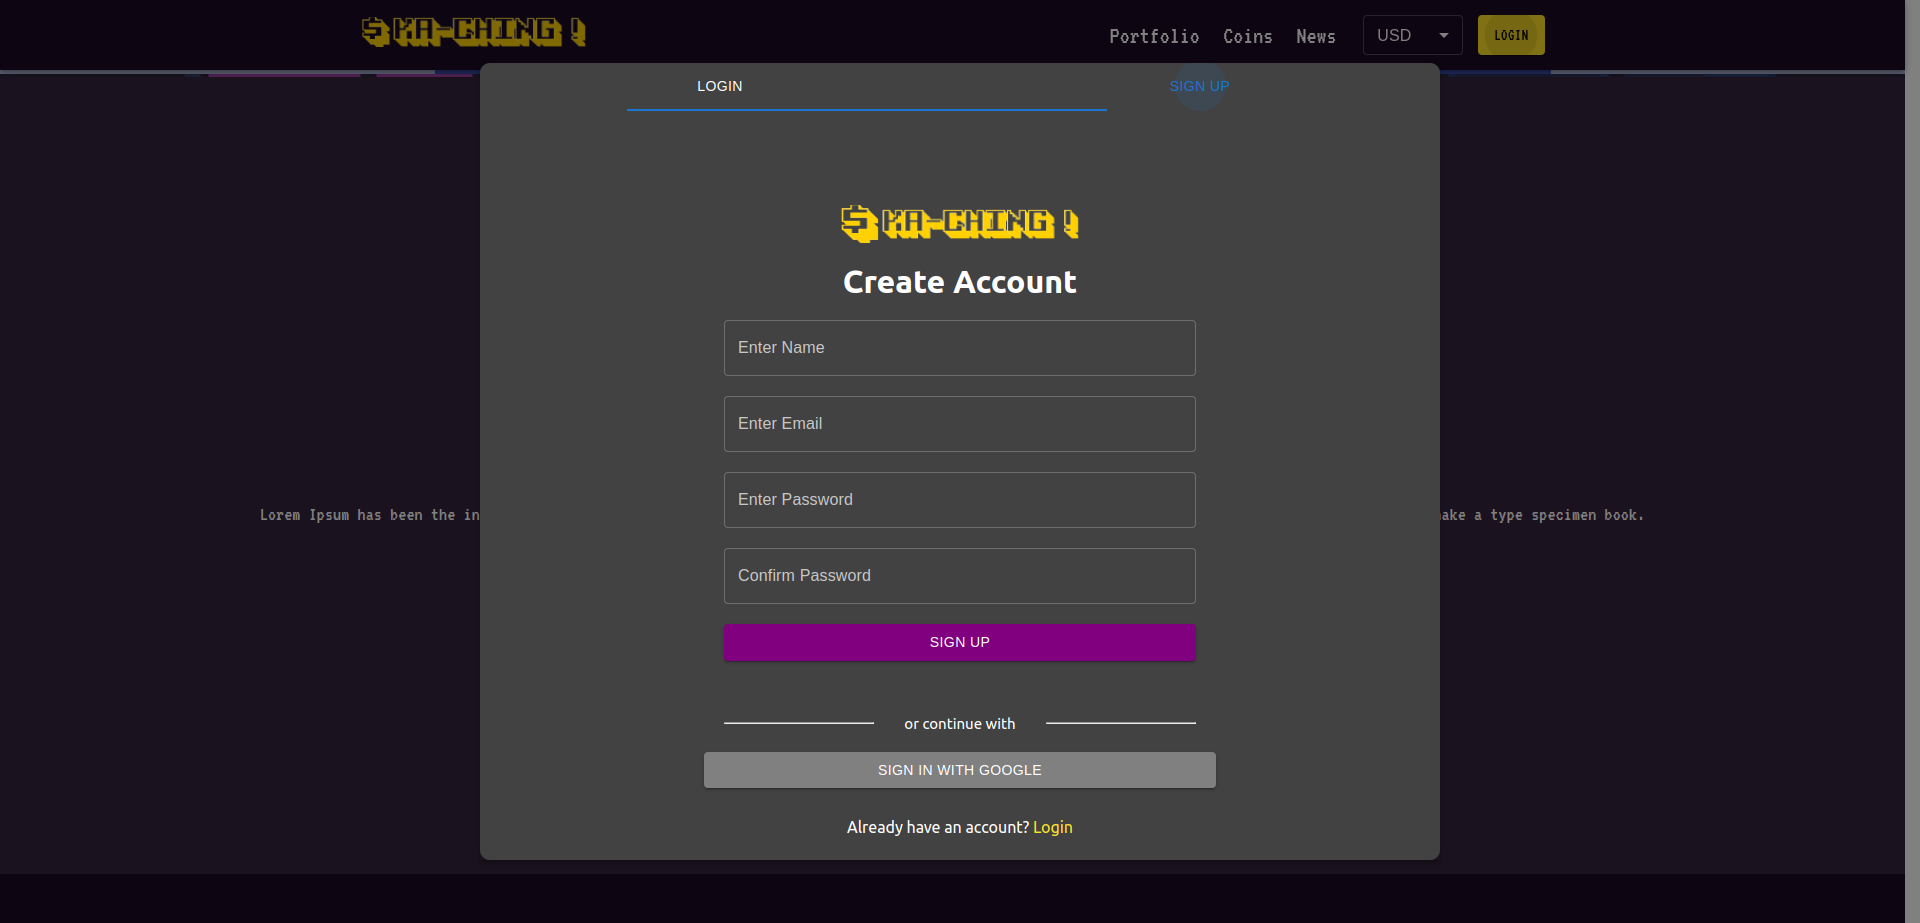 $ KA-CHING !
Portfolio Coins News USD LOGIN
LOGIN SIGN UP
$ KA-CHING !
Create Account
Enter Name
Enter Email
Enter Password
Lorem Ipsum has been the in
a type specimen book.
Confirm Password
SIGN UP
or continue with
SIGN IN WITH GOOGLE
Already have an account? Login